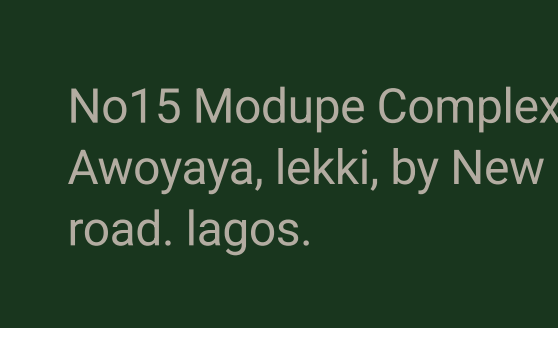 No15 Modupe Complex
Awoyaya, lekki, by New
road. lagos.